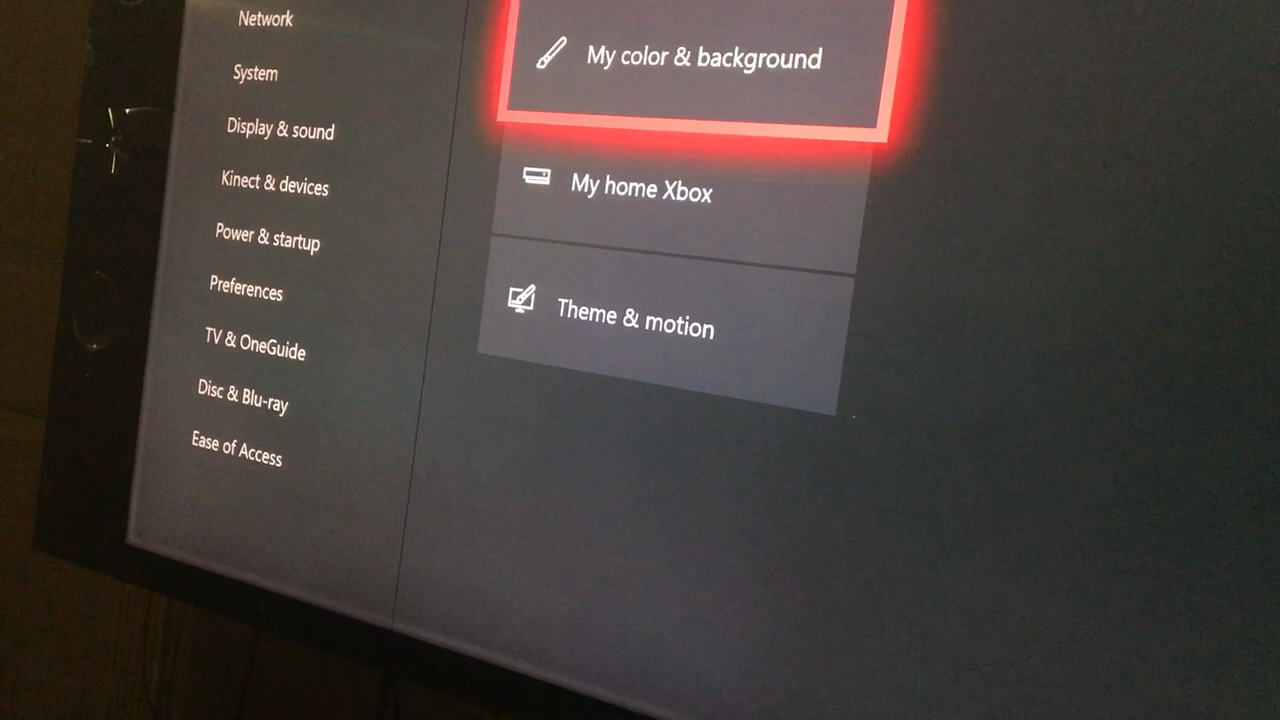 Network
System
Display & sound
Kinect & devices
Power & startup
Preferences
TV & OneGuide
Disc & Blu-ray
Ease of Access
My color & background
My home Xbox
Theme & motion